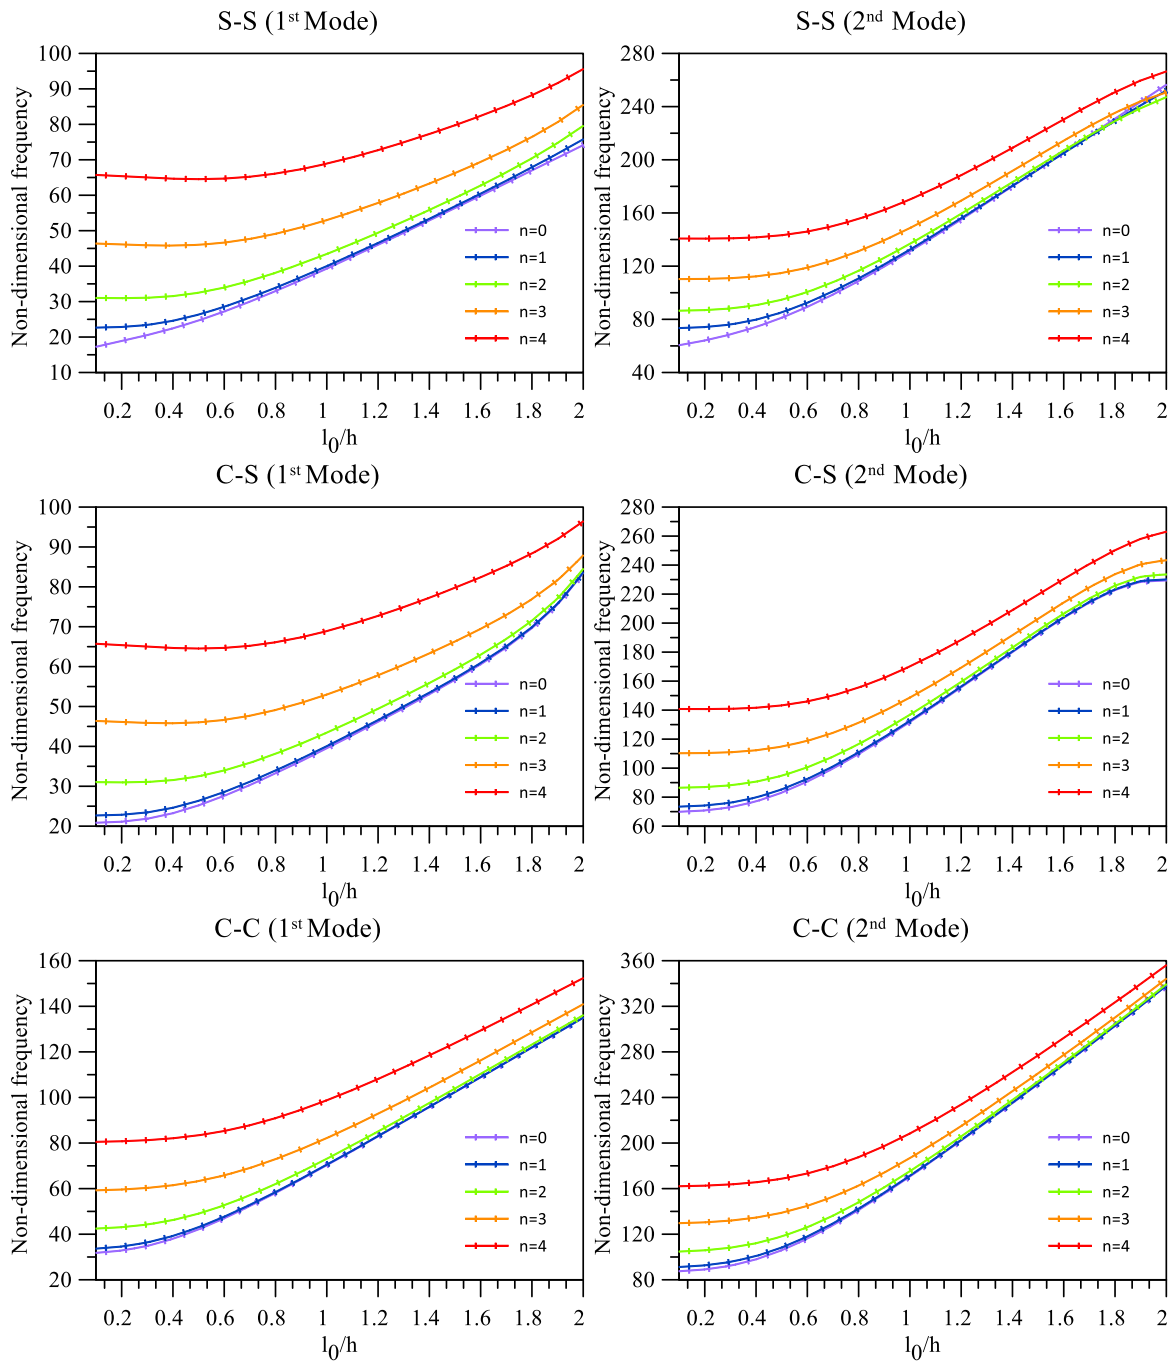 S-S (1st Mode)
Non-dimensional frequency
100
90
80
70
60
50
40
30
20
10
n=0
n=1
n=2
n=3
n=4
0.2 0.4 0.6 0.8 1 1.2 1.4 1.6 1.8 2
l0/h
S-S (2nd Mode)
Non-dimensional frequency
280
240
200
160
120
80
40
n=0
n=1
n=2
n=3
n=4
0.2 0.4 0.6 0.8 1 1.2 1.4 1.6 1.8 2
l0/h
C-S (1st Mode)
Non-dimensional frequency
100
90
80
70
60
50
40
30
20
n=0
n=1
n=2
n=3
n=4
0.2 0.4 0.6 0.8 1 1.2 1.4 1.6 1.8 2
l0/h
C-S (2nd Mode)
Non-dimensional frequency
280
260
240
220
200
180
160
140
120
100
80
60
n=0
n=1
n=2
n=3
n=4
0.2 0.4 0.6 0.8 1 1.2 1.4 1.6 1.8 2
l0/h
C-C (1st Mode)
Non-dimensional frequency
160
140
120
100
80
60
40
20
n=0
n=1
n=2
n=3
n=4
0.2 0.4 0.6 0.8 1 1.2 1.4 1.6 1.8 2
l0/h
C-C (2nd Mode)
Non-dimensional frequency
360
320
280
240
200
160
120
80
n=0
n=1
n=2
n=3
n=4
0.2 0.4 0.6 0.8 1 1.2 1.4 1.6 1.8 2
l0/h